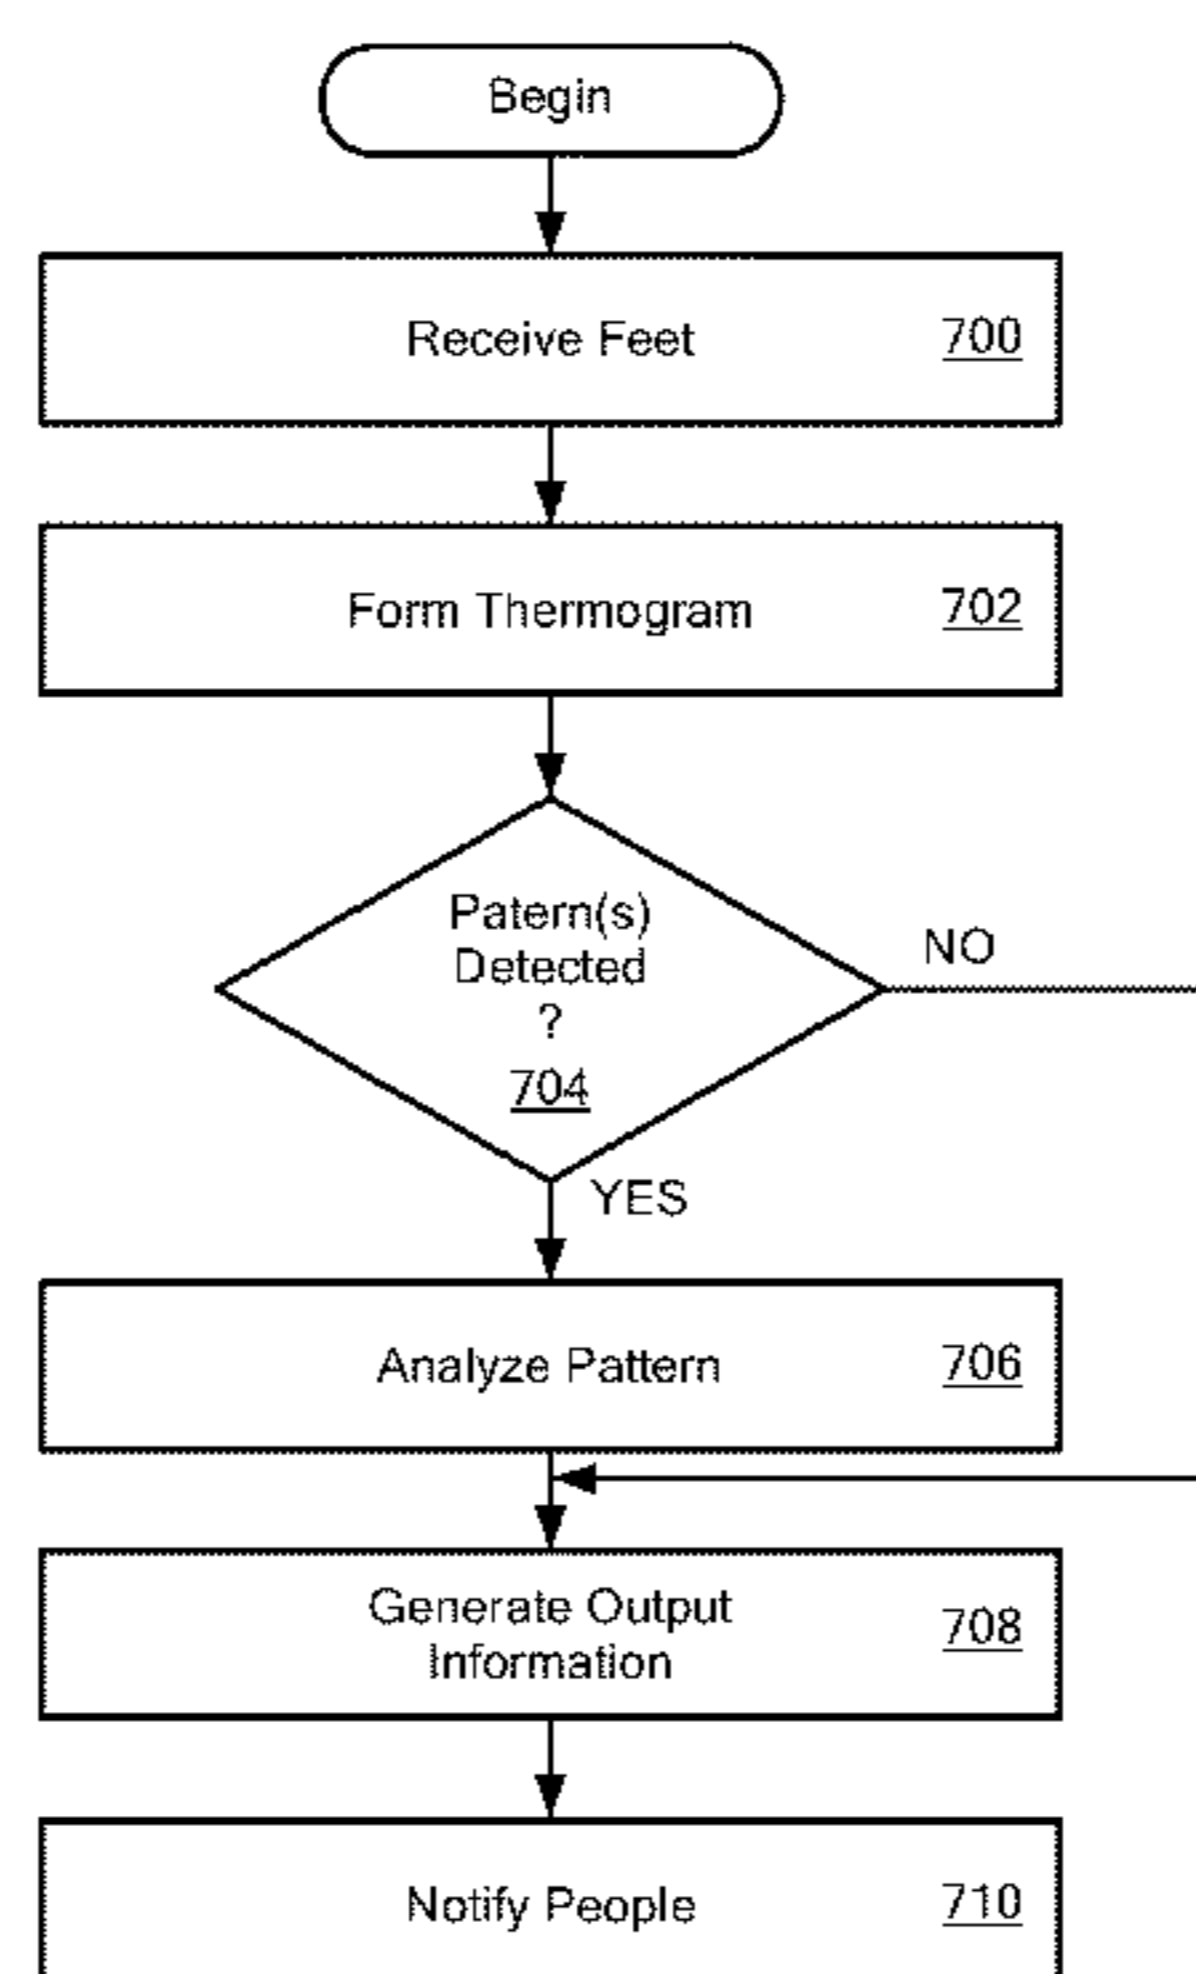 Begin
Receive Feet 700
Form Thermogram 702
Patern(s)
Detected
?
704
NO
YES
Analyze Pattern 706
Generate Output
Information
708
Notify People 710